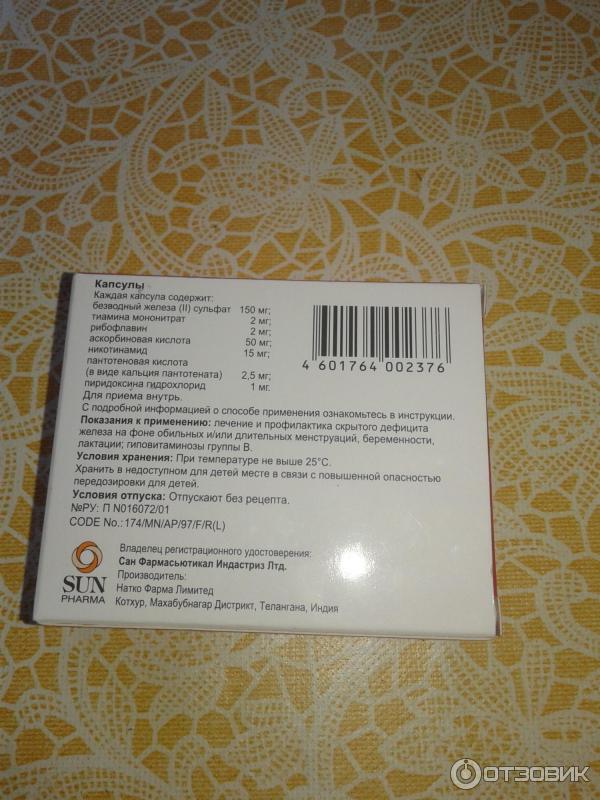 Капсулы
Каждая капсула содержит:
безводный железа (II) сульфат 150 мг;
тиамина мононитрат 2 мг;
рибофлавин 2 мг;
аскорбиновая кислота 50 мг;
никотинамид 15 мг;
пантотеновая кислота
(в виде кальция пантотената) 2,5 мг;
пиридоксина гидрохлорид 1 мг.
Для приема внутрь.
С подробной информацией о способе применения ознакомьтесь в инструкции.
Показания к применению: лечение и профилактика скрытого дефицита
железа на фоне обильных и/или длительных менструаций, беременности,
лактации; гиповитаминозы группы В.
Условия хранения: При температуре не выше 25°С.
Хранить в недоступном для детей месте в связи с повышенной опасностью
передозировки для детей.
Условия отпуска: Отпускают без рецепта.
№РУ: П N016072/01
CODE No.:174/MN/AP/97/F/R(L)
4 601764 002376
SUN
PHARMA
Владелец регистрационного удостоверения:
Сан Фармасьютикал Индастриз Лтд.
Производитель:
Натко Фарма Лимитед
Котхур, Махабубнагар Дистрикт, Телангана, Индия
ОТЗОВИК